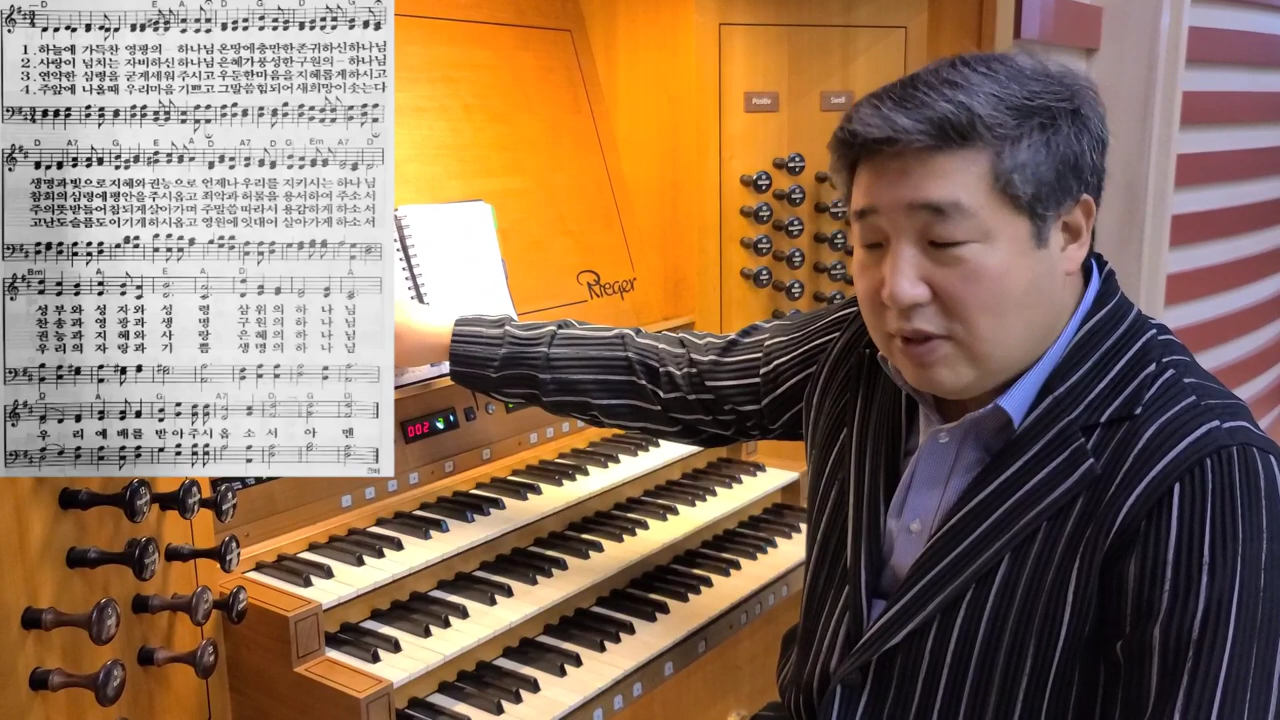 D E A D G D G
1. 하늘에 가득찬 영광의 - 하나님 온땅에충만한존귀하신하나님
2. 사랑이 넘치는 자비하신 하나님 은혜가풍성한구원의-하나님
3. 연약한 심령을 굳게세워 주시고 우둔한마음을 지혜롭게하시고
4. 주앞에 나올때 우리마음 기쁘고 그말씀힘되어 새희망이솟는다
D A7 G E A D A7 D G Em A7 D
생명과 빛으로 지혜와 권능으로 언제나 우리를 지키시는 하나님
참회의 심령에 평안을 주시옵고 죄악과 허물을 용서하여 주소서
주의뜻받들어 참되게살아가며 주말씀 따라서 용감하게 하소서
고난도슬픔도이기게하시옵고 영원에 잇대어 살아가게 하소서
Bm A E A D A
성부와 성자와 성 령 삼위의 하나님
찬송과 영광과 생 명 구원의 하나님
권능과 지혜와 사 랑 은혜의 하나님
우리의 자랑과 기 쁨 생명의 하나님
D A G A7 D G D
우 리 예 배 를 받 아 주시 옵 소 서 아 멘
Positiv
Swell
Rieger
002